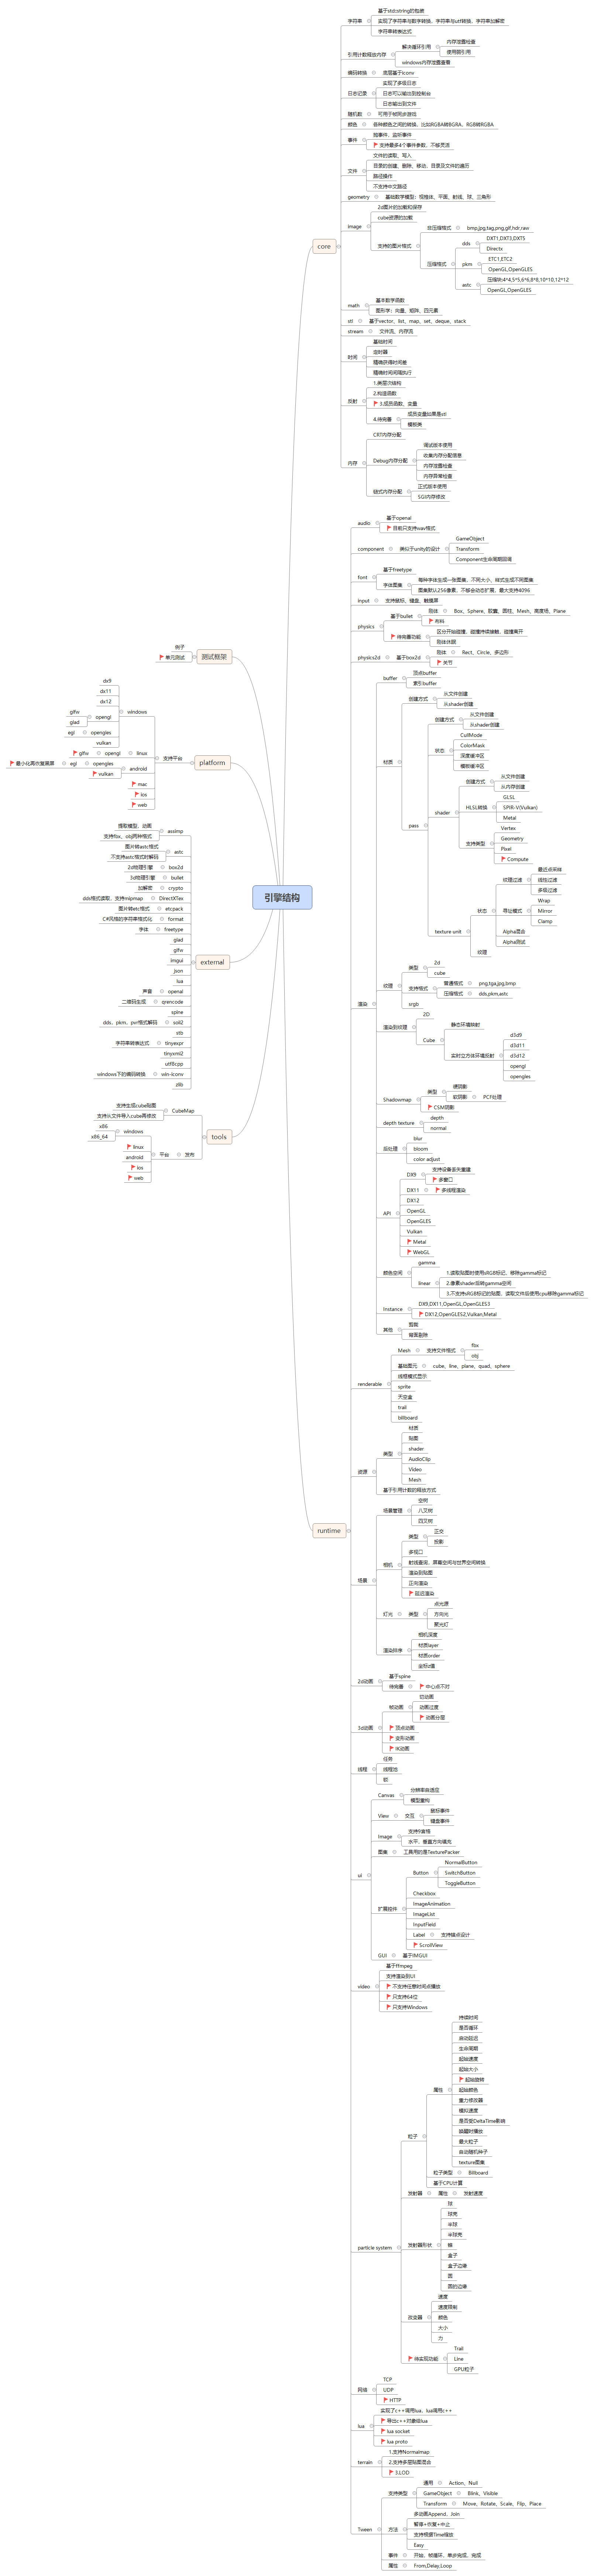 引擎结构
core
字符串
基于std:string的包装
实现了字符串与数字转换、字符串与utf转换、字符串加解密
字符串转表达式
引用计数释放内存
解决循环引用
内存泄露检查
使用弱引用
windows内存泄露查看
编码转换
底层基于iconv
日志记录
实现了多级日志
日志可以输出到控制台
日志输出到文件
随机数
可用于帧同步游戏
颜色
各种颜色之间的转换，比如RGBA转BGRA、RGB转RGBA
事件
抛事件、监听事件
支持最多4个事件参数，不够灵活
文件
文件的读取、写入
目录的创建、删除、移动、目录及文件的遍历
路径操作
不支持中文路径
geometry
基础数学模型：视椎体、平面、射线、球、三角形
image
2d图片的加载和保存
cube资源的加载
支持的图片格式
非压缩格式
bmp,jpg,tag,png,gif,hdr,raw
压缩格式
dds
DXT1,DXT3,DXT5
Directx
pkm
ETC1,ETC2
OpenGL,OpenGLES
astc
压缩块:4*4,5*5,6*6,8*8,10*10,12*12
OpenGL,OpenGLES
math
基本数学函数
图形学：向量、矩阵、四元素
stl
基于vector、list、map、set、deque、stack
stream
文件流、内存流
时间
基础时间
定时器
精确获得时间差
精确时间间隔执行
反射
1.类层次结构
2.构造函数
3.成员函数、变量
4.待完善
成员变量如果是stl
模板类
内存
CRT内存分配
Debug内存分配
调试版本使用
收集内存分配信息
内存泄露检查
内存异常检查
链式内存分配
正式版本使用
SGI内存修改
测试框架
例子
单元测试
platform
支持平台
windows
dx9
dx11
dx12
opengl
glfw
glad
opengles
egl
vulkan
linux
opengl
glfw
android
opengles
egl
最小化再恢复黑屏
vulkan
mac
ios
web
external
assimp
提取模型、动画
支持fbx、obj两种格式
astc
图片转astc格式
不支持astc格式时解码
box2d
2d物理引擎
bullet
3d物理引擎
crypto
加解密
DirectXTex
dds格式读取、支持mipmap
etcpack
图片转etc格式
format
C#风格的字符串格式化
freetype
字体
glad
glfw
imgui
json
lua
openal
声音
qrencode
二维码生成
spine
soil2
dds、pkm、pvr格式解码
stb
tinyexpr
字符串转表达式
tinyxml2
utf8cpp
win-iconv
windows下的编码转换
zlib
tools
CubeMap
支持生成cube贴图
支持从文件导入cube再修改
发布
平台
windows
x86
x86_64
linux
android
ios
web
runtime
audio
基于openal
目前只支持wav格式
component
类似于unity的设计
GameObject
Transform
Component生命周期回调
font
基于freetype
字体图集
每种字体生成一张图集，不同大小、样式生成不同图集
图集默认256像素，不够会动态扩展，最大支持4096
input
支持鼠标、键盘、触摸屏
physics
基于bullet
刚体
Box、Sphere、胶囊、圆柱、Mesh、高度场、Plane
布料
待完善功能
区分开始碰撞、碰撞持续接触、碰撞离开
刚体休眠
physics2d
基于box2d
刚体
Rect、Circle、多边形
关节
渲染
buffer
顶点buffer
索引buffer
材质
创建方式
从文件创建
从shader创建
pass
创建方式
从文件创建
从shader创建
状态
CullMode
ColorMask
深度缓冲区
模板缓冲区
shader
创建方式
从文件创建
从内存创建
HLSL转换
GLSL
SPIR-V(Vulkan)
Metal
支持类型
Vertex
Geometry
Pixel
Compute
texture unit
状态
纹理过滤
最近点采样
线性过滤
多级过滤
寻址模式
Wrap
Mirror
Clamp
Alpha混合
Alpha测试
纹理
纹理
类型
2d
cube
支持格式
普通格式
png,tga,jpg,bmp
压缩格式
dds,pkm,astc
srgb
渲染到纹理
2D
Cube
静态环境映射
实时立方体环境反射
d3d9
d3d11
d3d12
opengl
opengles
Shadowmap
类型
硬阴影
软阴影
PCF处理
CSM阴影
depth texture
depth
normal
后处理
blur
bloom
color adjust
API
DX9
支持设备丢失重建
多窗口
DX11
多线程渲染
DX12
OpenGL
OpenGLES
Vulkan
Metal
WebGL
颜色空间
gamma
linear
1.读取贴图时使用sRGB标记，移除gamma标记
2.像素shader后转gamma空间
3.不支持sRGB标记的贴图，读取文件后使用cpu移除gamma标记
Instance
DX9,DX11,OpenGL,OpenGLES3
DX12,OpenGLES2,Vulkan,Metal
其他
剪裁
背面剔除
renderable
Mesh
支持文件格式
fbx
obj
基础图元
cube、line、plane、quad、sphere
线框模式显示
sprite
天空盒
trail
billboard
资源
类型
材质
贴图
shader
AudioClip
Video
Mesh
基于引用计数的释放方式
场景
场景管理
空树
八叉树
四叉树
相机
类型
正交
投影
多视口
射线查询、屏幕空间与世界空间转换
渲染到贴图
正向渲染
延迟渲染
灯光
类型
点光源
方向光
聚光灯
渲染排序
相机深度
材质layer
材质order
坐标z值
2d动画
基于spine
待完善
中心点不对
3d动画
帧动画
切动画
动画过度
动画分层
顶点动画
变形动画
IK动画
线程
任务
线程池
锁
ui
Canvas
分辨率自适应
模型重构
View
交互
鼠标事件
键盘事件
Image
支持9宫格
水平、垂直方向填充
图集
工具用的是TexturePacker
扩展控件
Button
NormalButton
SwitchButton
ToggleButton
Checkbox
ImageAnimation
ImageList
InputField
Label
支持锚点设计
ScrollView
GUI
基于IMGUI
video
基于ffmpeg
支持渲染到UI
不支持任意时间点播放
只支持64位
只支持Windows
particle system
粒子
属性
持续时间
是否循环
启动延迟
生命周期
起始速度
起始大小
起始旋转
起始颜色
重力修改器
模拟速度
是否受DeltaTime影响
唤醒时播放
最大粒子
自动随机种子
texture图集
粒子类型
Billboard
基于CPU计算
发射器
属性
发射速度
发射器形状
球
球壳
半球
半球壳
锥
盒子
盒子边缘
圆
圆的边缘
改变器
速度
速度限制
颜色
大小
力
待实现功能
Trail
Line
GPU粒子
网络
TCP
UDP
HTTP
lua
实现了c++调用lua、lua调用c++
导出c++对象给lua
lua socket
lua proto
terrain
1.支持Normalmap
2.支持多层贴图混合
3.LOD
Tween
支持类型
通用
Action、Null
GameObject
Blink、Visible
Transform
Move、Rotate、Scale、Flip、Place
方法
多动画Append、Join
暂停+恢复+中止
支持根据Time缩放
Easy
事件
开始、帧循环、单步完成、完成
属性
From,Delay,Loop